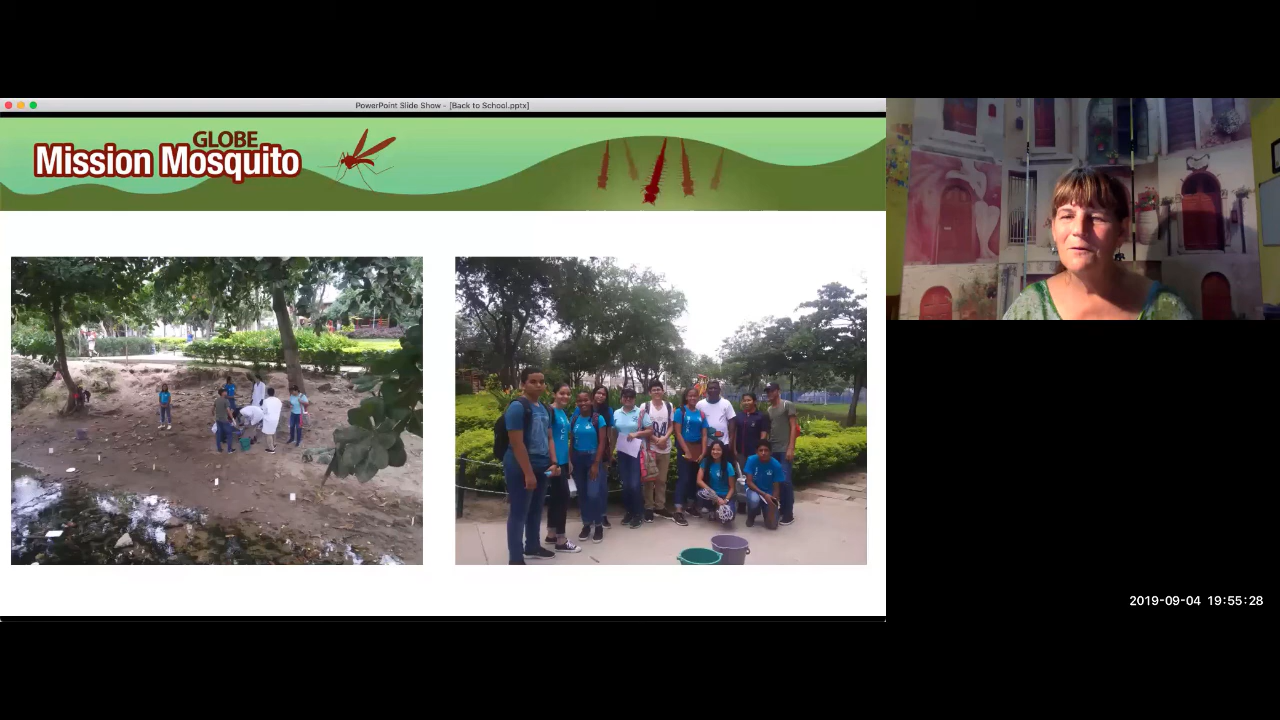 PowerPoint Slide Show - [Back to School.pptx]
GLOBE
Mission Mosquito
2019-09-04 19:55:28